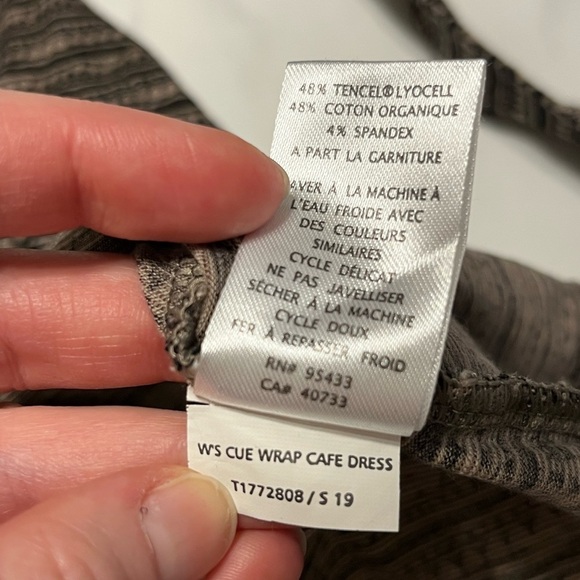 48% TENCEL®LYOCELL
48% COTON ORGANIQUE
4% SPANDEX
A PART LA GARNITURE
AVER À LA MACHINE À
L'EAU FROIDE AVEC
DES COULEURS
SIMILAIRES
CYCLE DÉLICAT
NE PAS JAVELLISER
SÉCHER À LA MACHINE
CYCLE DOUX
FER À REPASSER FROID
RN# 95433
CA# 40733
W'S CUE WRAP CAFE DRESS
T1772808/S 19